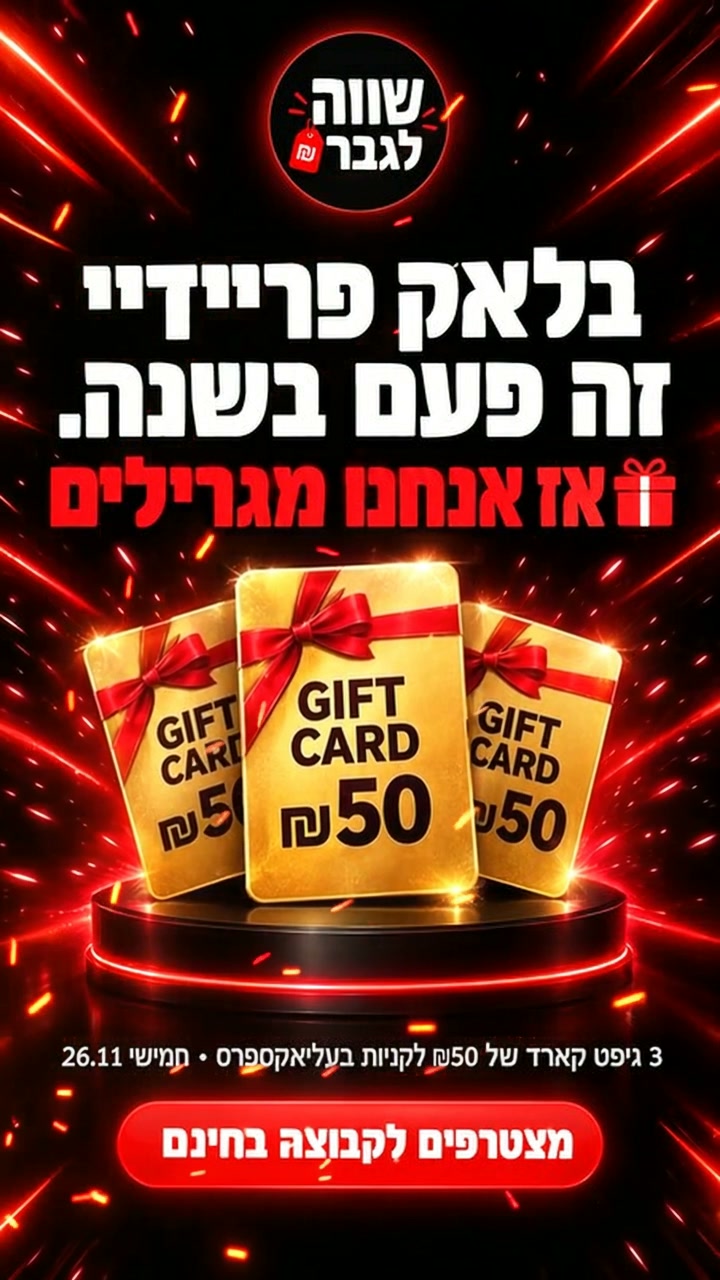 שווה
לגבר
₪
בלאק פריידיי
זה פעם בשנה.
אז אנחנו מגרילים
GIFT
CARD
₪50
GIFT
CARD
₪50
GIFT
CARD
₪50
3 גיפט קארד של ₪50 לקניות בעליאקספרס • חמישי 26.11
מצטרפים לקבוצה בחינם